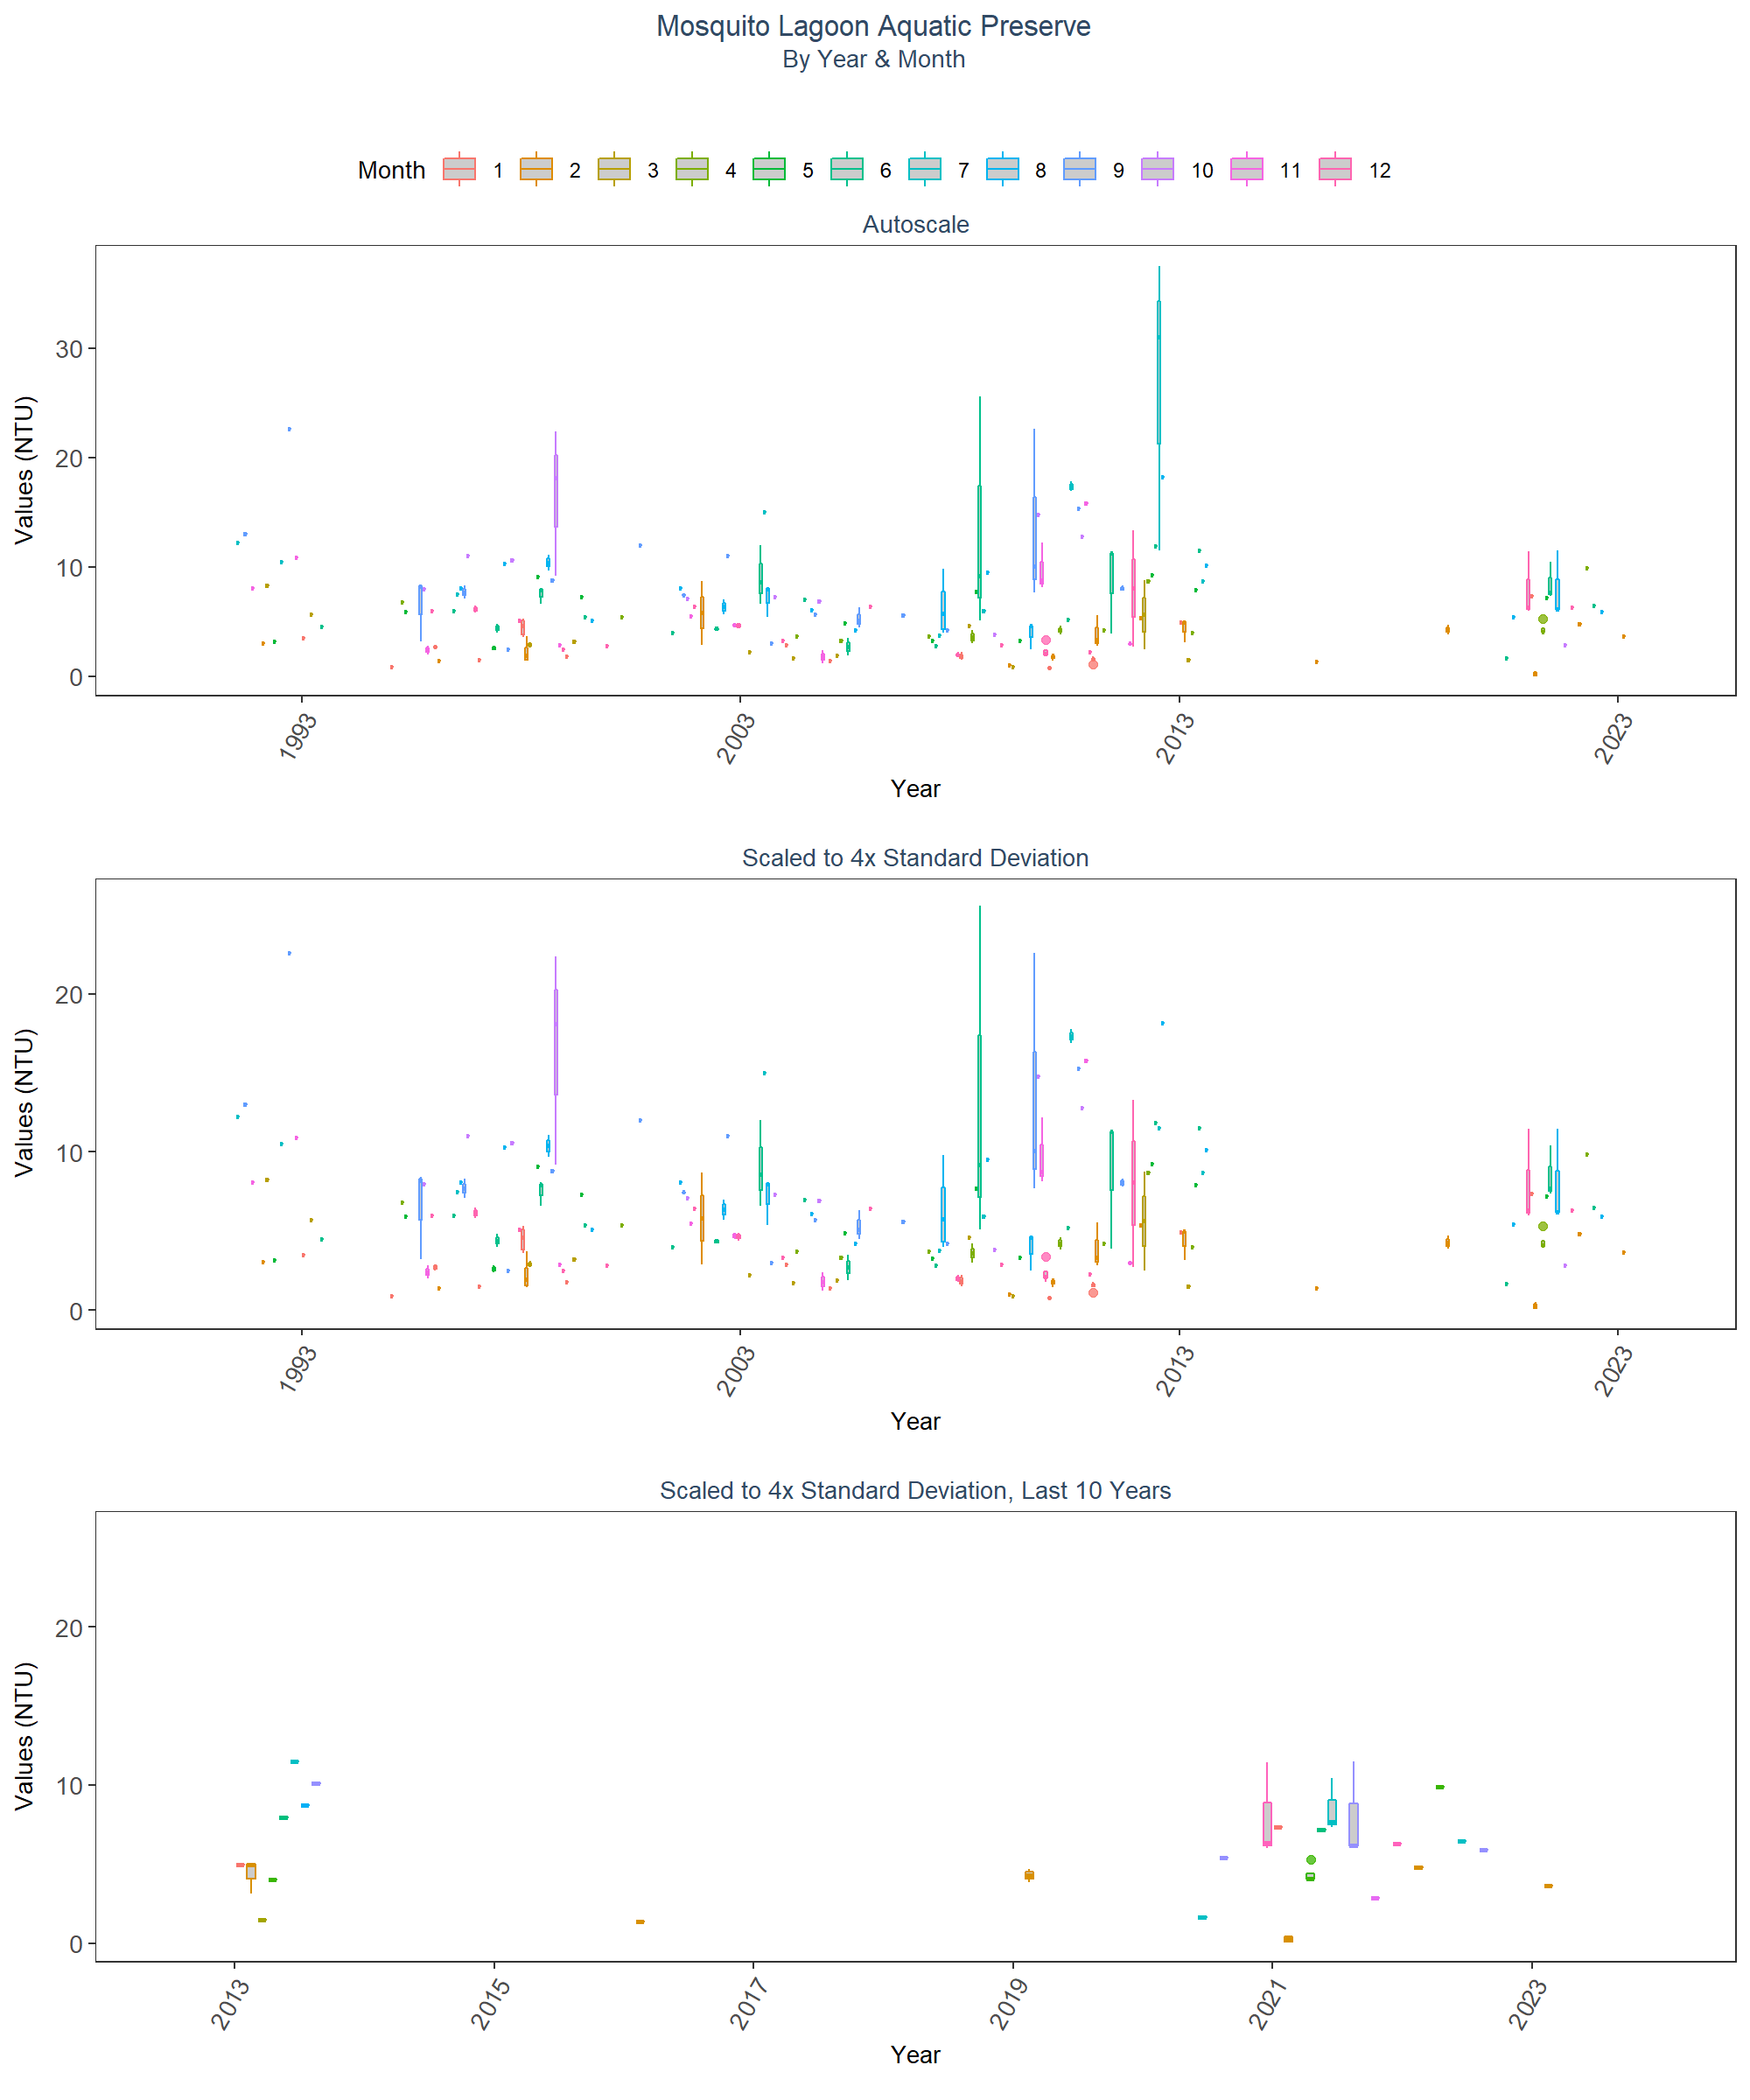 Mosquito Lagoon Aquatic Preserve
By Year & Month
Month 1 2 3 4 5 6 7 8 9 10 11 12
Autoscale
Values (NTU)
30
20
10
0
1993 2003 2013 2023
Year
Scaled to 4x Standard Deviation
Values (NTU)
20
10
0
1993 2003 2013 2023
Year
Scaled to 4x Standard Deviation, Last 10 Years
Values (NTU)
20
10
0
2013 2015 2017 2019 2021 2023
Year